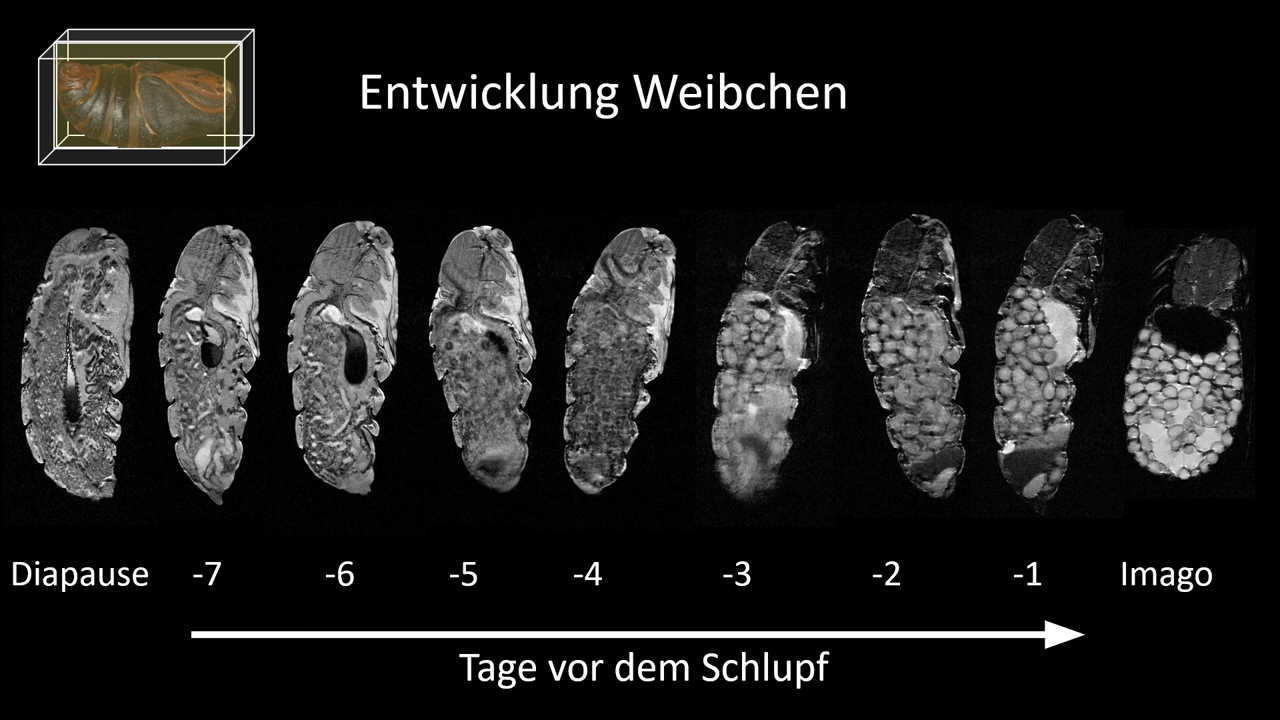 Entwicklung Weibchen
Diapause -7 -6 -5 -4 -3 -2 -1 Imago
Tage vor dem Schlupf